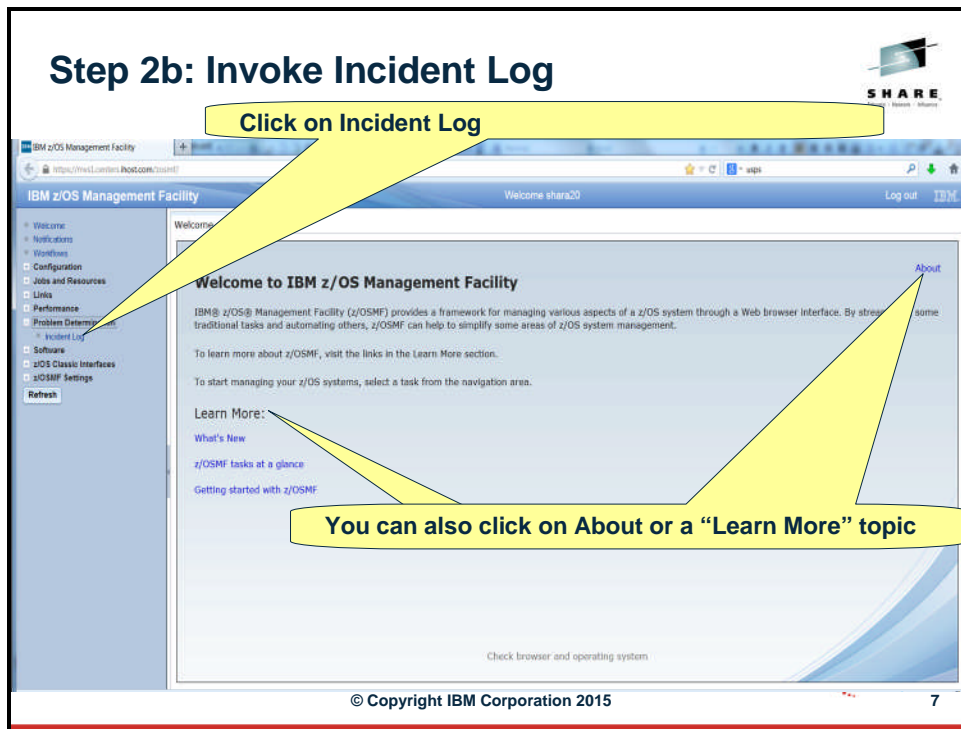 Step 2b: Invoke Incident Log
SHARE
Click on Incident Log
IBM z/OS Management Facility
usps
IBM z/OS Management Facility
Welcome shara20
Log out IBM
Welcome
Notifications
Workflows
Configuration
Jobs and Resources
Links
Performance
Problem Determination
Incident Log
Software
z/OS Classic Interfaces
z/OSMF Settings
Refresh
Welcome
About
Welcome to IBM z/OS Management Facility
IBM® z/OS® Management Facility (z/OSMF) provides a framework for managing various aspects of a z/OS system through a Web browser interface. By some
traditional tasks and automating others, z/OSMF can help to simplify some areas of z/OS system management.
To learn more about z/OSMF, visit the links in the Learn More section.
To start managing your z/OS systems, select a task from the navigation area.
Learn More:
What's New
z/OSMF tasks at a glance
Getting started with z/OSMF
You can also click on About or a “Learn More” topic
Check browser and operating system
© Copyright IBM Corporation 2015
7